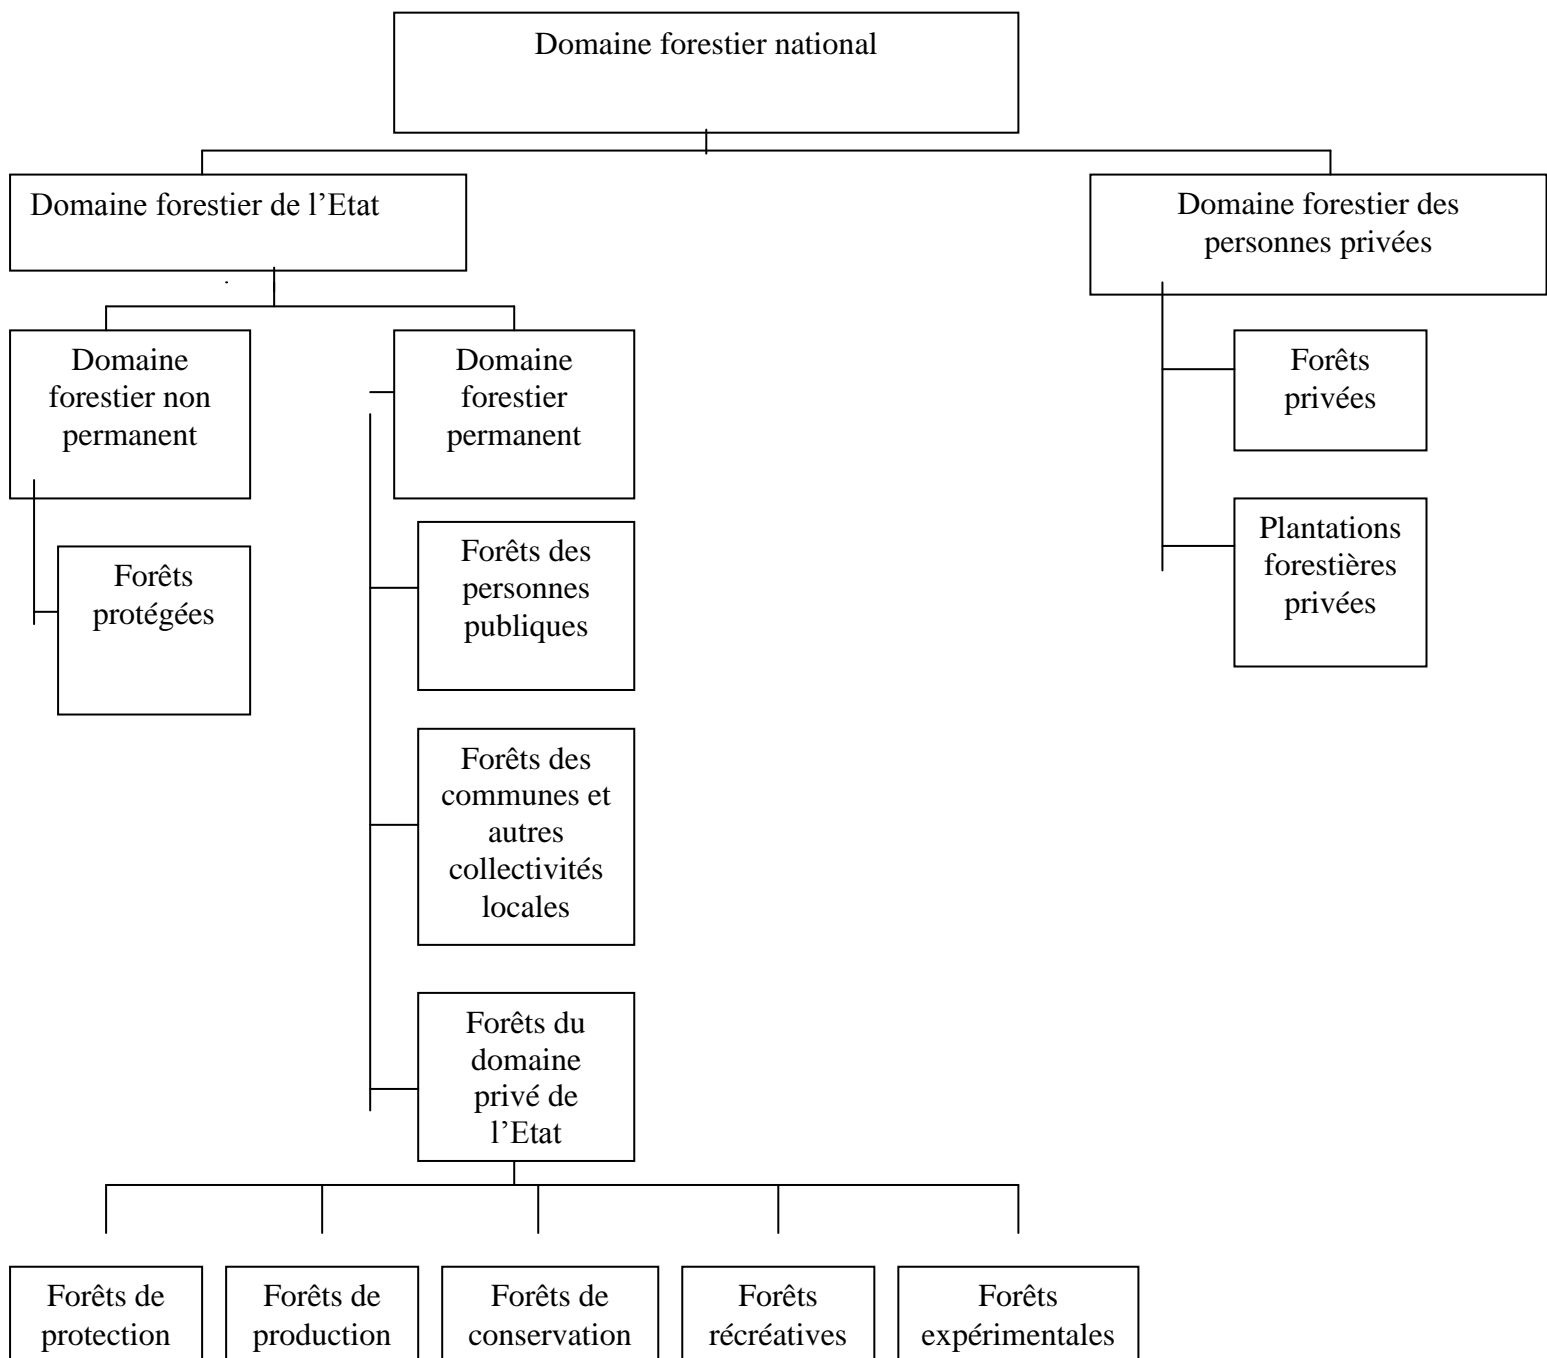 Domaine forestier national
Domaine forestier de l’Etat
Domaine forestier des
personnes privées
Domaine
forestier non
permanent
Domaine
forestier
permanent
Forêts
privées
Forêts
protégées
Forêts des
personnes
publiques
Plantations
forestières
privées
Forêts des
communes et
autres
collectivités
locales
Forêts du
domaine
privé de
l’Etat
Forêts de
protection
Forêts de
production
Forêts de
conservation
Forêts
récréatives
Forêts
expérimentales